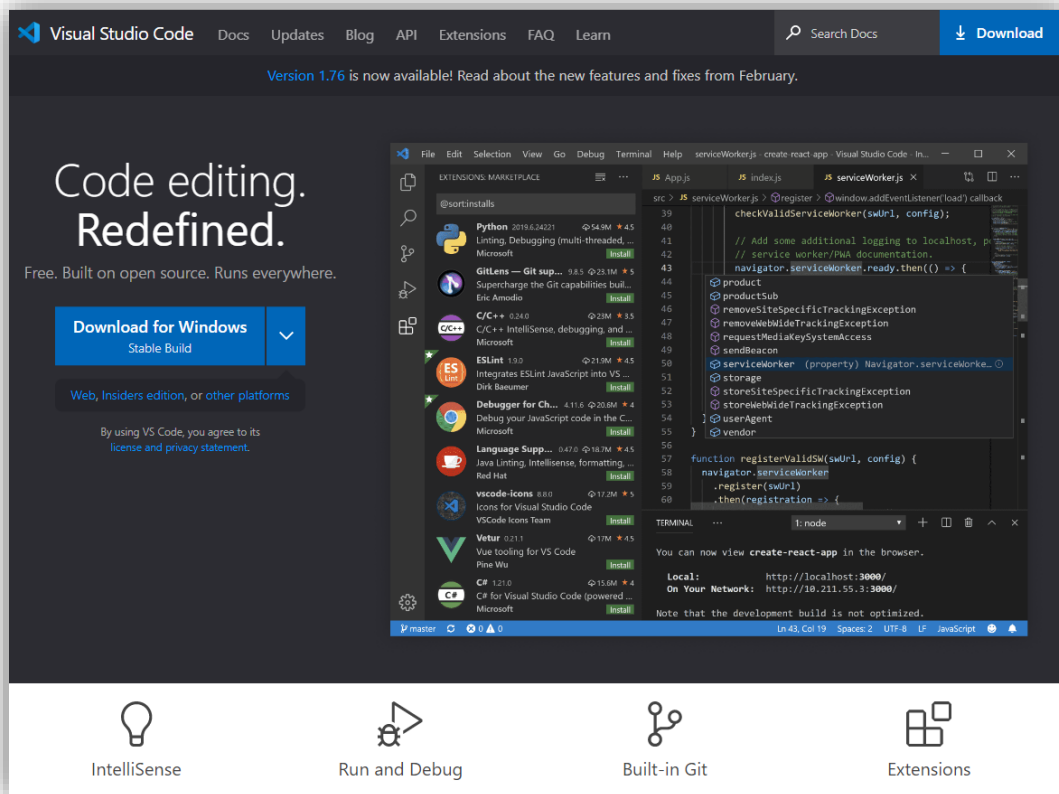 Visual Studio Code Docs Updates Blog API Extensions FAQ Learn Search Docs Download
Version 1.76 is now available! Read about the new features and fixes from February.
Code editing.
Redefined.
Free. Built on open source. Runs everywhere.
Download for Windows
Stable Build
Web, Insiders edition, or other platforms
By using VS Code, you agree to its
license and privacy statement.
File Edit Selection View Go Debug Terminal Help serviceWorker.js - create-react-app - Visual Studio Code - In...
EXTENSIONS: MARKETPLACE
@sort:installs
Python 2019.6.24221 54.9M ★ 4.5
Linting, Debugging (multi-threaded, ...
Microsoft Install
GitLens — Git sup... 9.8.5 23.1M ★ 5
Supercharge the Git capabilities buil...
Eric Amodio Install
C/C++ 0.24.0 23M ★ 3.5
C/C++ C/C++ IntelliSense, debugging, and ...
Microsoft Install
ESLint 1.9.0 21.9M ★ 4.5
ES Lint Integrates ESLint JavaScript into VS ...
Dirk Baeumer Install
Debugger for Ch... 4.11.6 20.6M ★ 4
Debug your JavaScript code in the C...
Microsoft Install
Language Supp... 0.47.0 18.7M ★ 4.5
Java Linting, Intellisense, formatting, ...
Red Hat Install
vscode-icons 8.8.0 17.2M ★ 5
Icons for Visual Studio Code
VSCode Icons Team Install
Vetur 0.21.1 17M ★ 4.5
Vue tooling for VS Code
Pine Wu Install
C# 1.21.0 15.6M ★ 4
C# C# for Visual Studio Code (powered ...
Microsoft Install
JS App.js JS index.js JS serviceWorker.js ×
src > JS serviceWorker.js > register > window.addEventListener('load') callback
39 checkValidServiceWorker(swUrl, config);
40
41 // Add some additional logging to localhost, p
42 // service worker/PWA documentation.
43 navigator.serviceWorker.ready.then(() => {
44 product
45 productSub
46 removeSiteSpecificTrackingException
47 removeWebWideTrackingException
48 requestMediaKeySystemAccess
49 sendBeacon
50 serviceWorker (property) Navigator.serviceWorke...
51 storage
52 storeSiteSpecificTrackingException
53 storeWebWideTrackingException
54 } userAgent
55 } vendor
56
57 function registerValidSW(swUrl, config) {
58 navigator.serviceWorker
59 .register(swUrl)
60 .then(registration => {
TERMINAL ... 1: node
You can now view create-react-app in the browser.
Local: http://localhost:3000/
On Your Network: http://10.211.55.3:3000/
Note that the development build is not optimized.
master 0 0 Ln 43, Col 19 Spaces: 2 UTF-8 LF JavaScript
IntelliSense Run and Debug Built-in Git Extensions